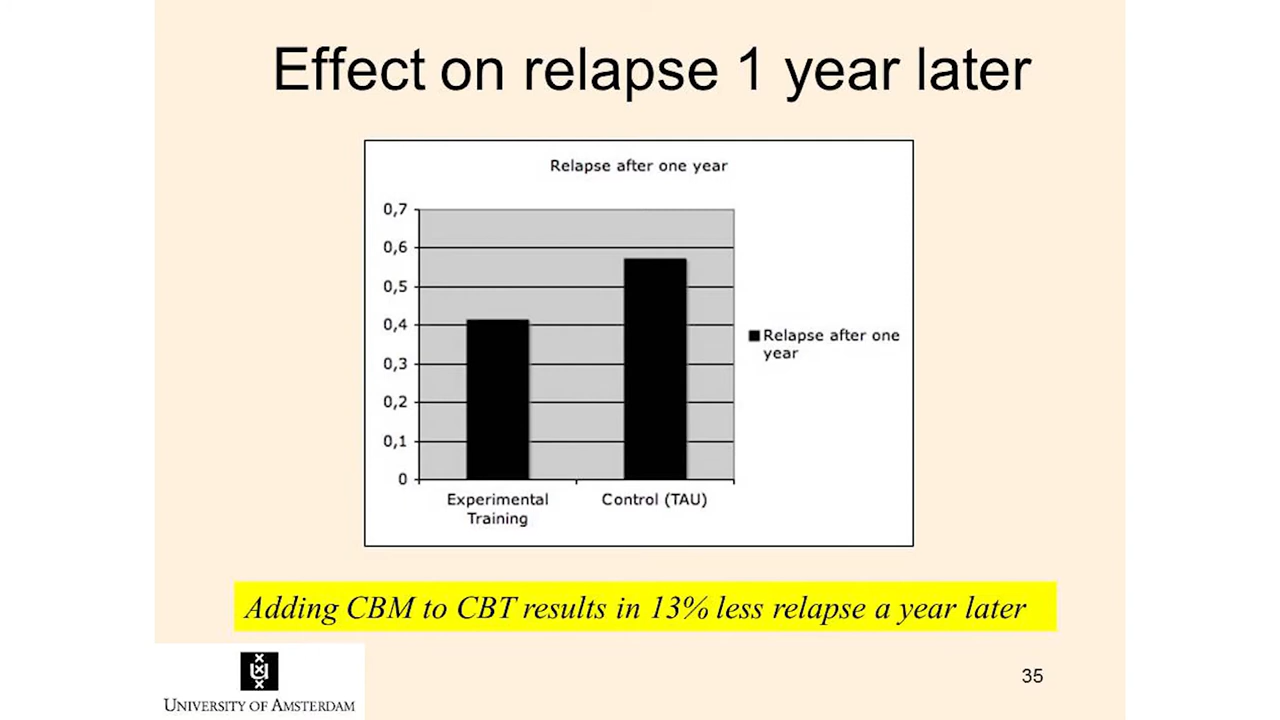 Effect on relapse 1 year later
Relapse after one year
0,7
0,6
0,5
0,4
0,3
0,2
0,1
0
Experimental
Training
Control (TAU)
Relapse after one
year
Adding CBM to CBT results in 13% less relapse a year later
UNIVERSITY OF AMSTERDAM
35